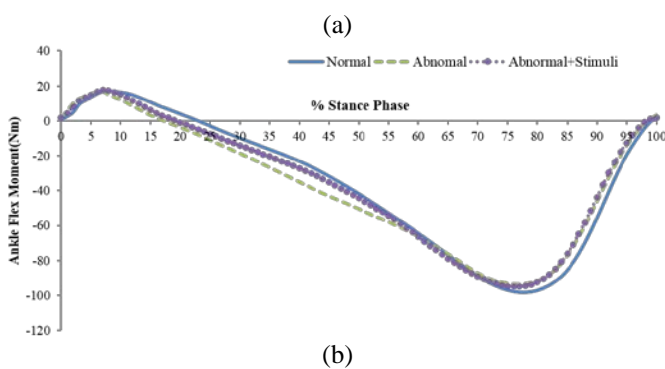 (a)
40
Normal Abnomal Abnormal+Stimuli
20
% Stance Phase
0
0 5 10 15 20 25 30 35 40 45 50 55 60 65 70 75 80 85 90 95 100
-20
-40
-60
-80
-100
-120
Ankle Flex Moment(Nm)
(b)